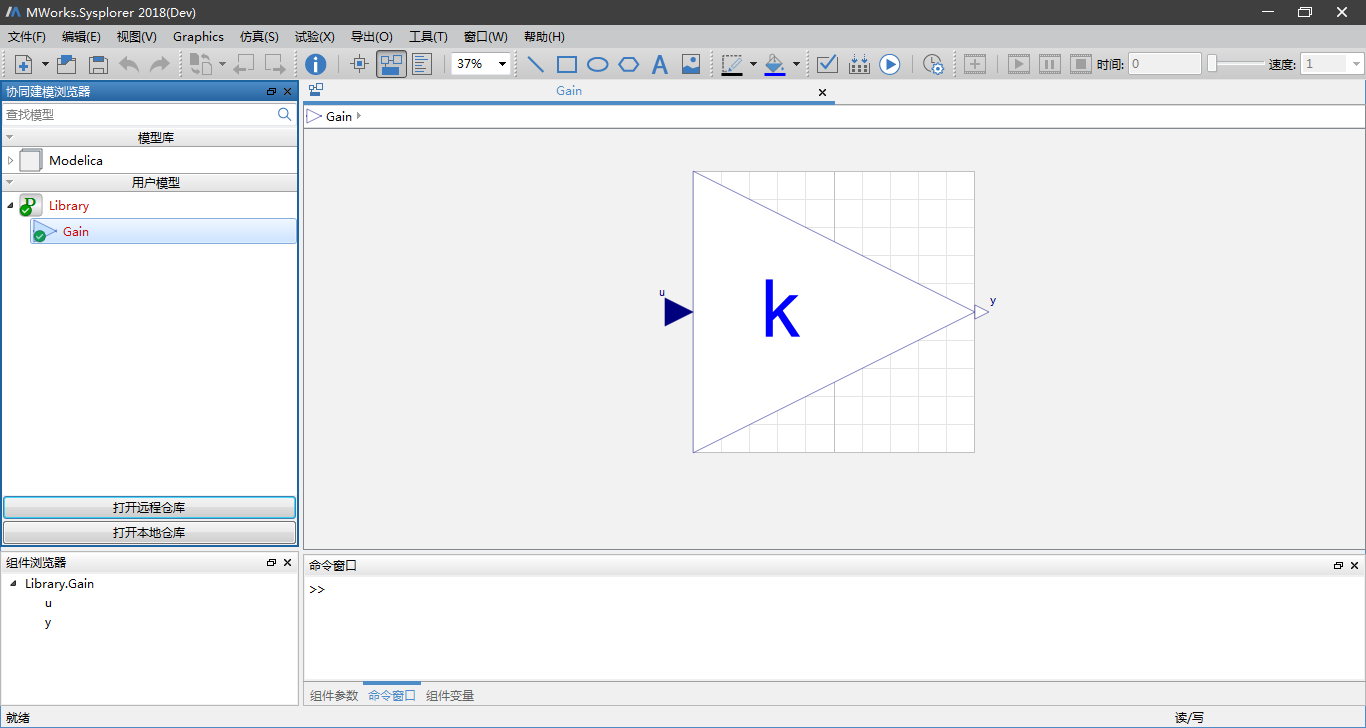 MWorks.Sysplorer 2018(Dev)
文件(F) 编辑(E) 视图(V) Graphics 仿真(S) 试验(X) 导出(O) 工具(T) 窗口(W) 帮助(H)
37% 时间: 0 速度: 1
协同建模浏览器
查找模型
模型库
Modelica
用户模型
Library
Gain
打开远程仓库
打开本地仓库
组件浏览器
Library.Gain
u
y
Gain
Gain
u
k
y
命令窗口
>>
组件参数 命令窗口 组件变量
就绪 读/写